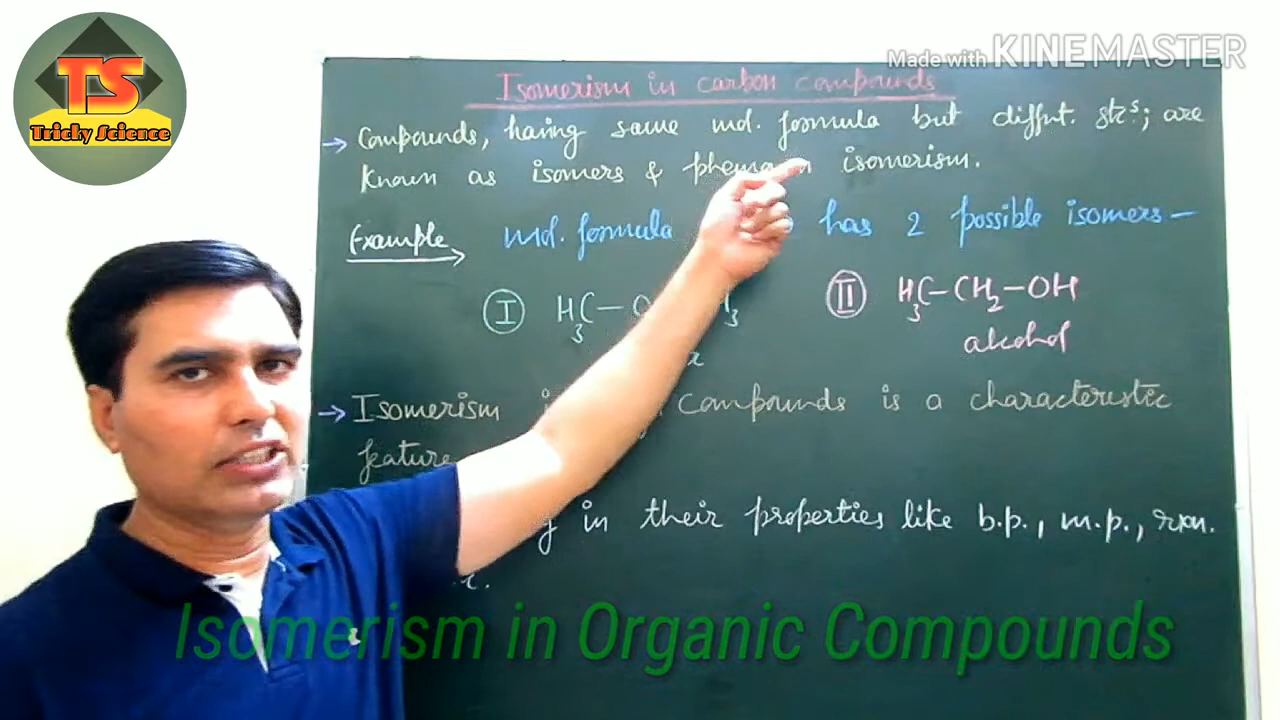 TS
Tricky Science
Made with KINEMASTER
Isomerism in carbon compounds
→ Compounds, having same mol. formula but diffnt. strs; are
known as isomers & isomerism.
Example mol. formula has 2 possible isomers –
I H3C – 3 II H3C – CH2 – OH
alcohol
→ Isomerism compounds is a characteristic
feature
in their properties like b.p., m.p., rxn.
Isomerism in Organic Compounds